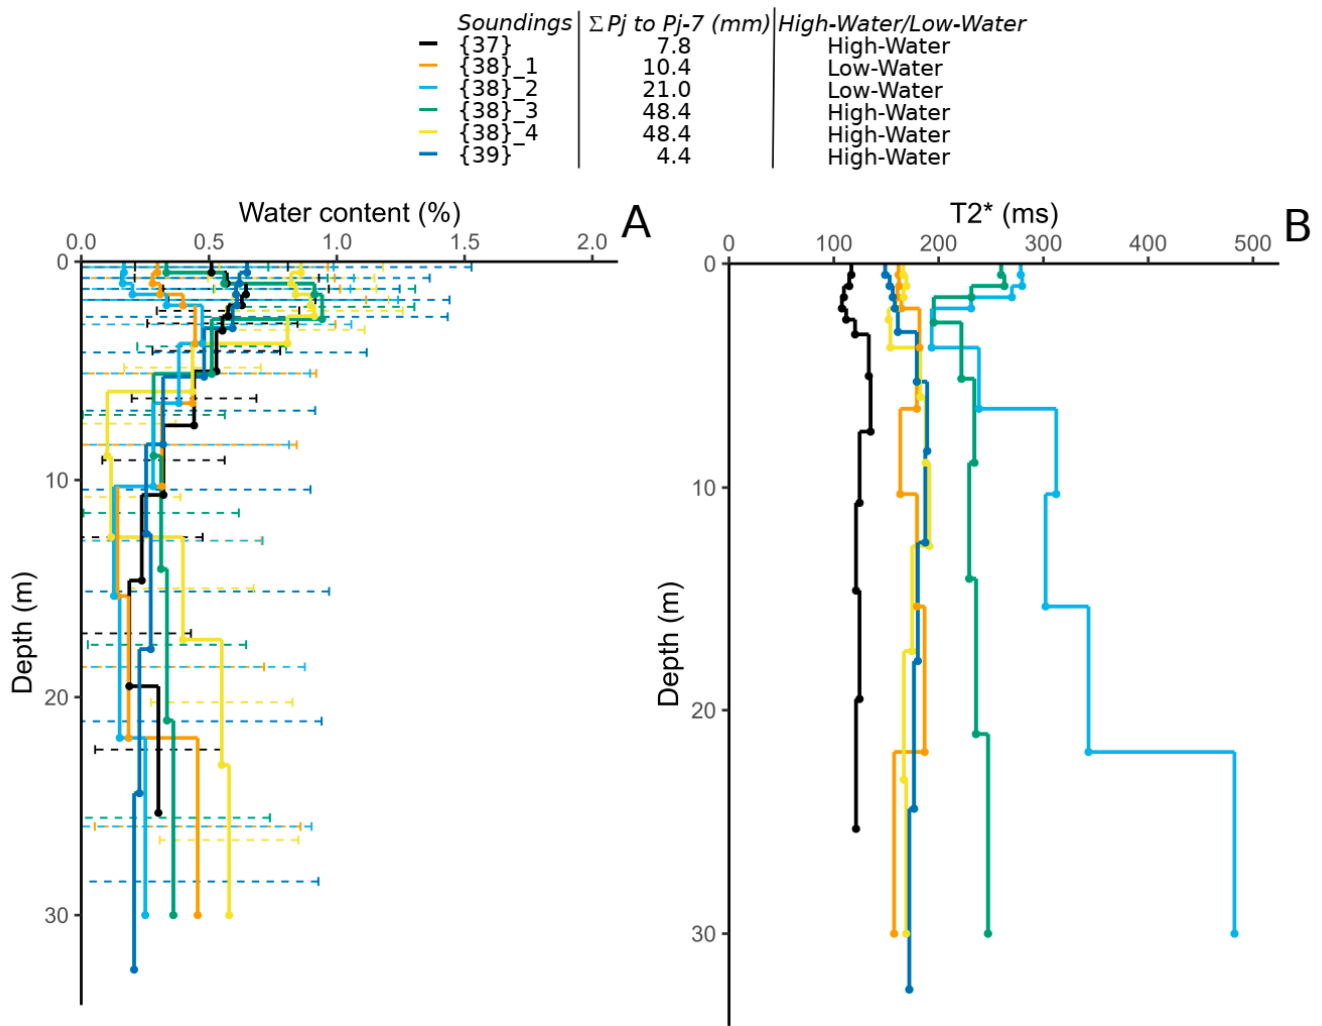 Soundings ΣPj to Pj-7 (mm) High-Water/Low-Water
{37} 7.8 High-Water
{38}_1 10.4 Low-Water
{38}_2 21.0 Low-Water
{38}_3 48.4 High-Water
{38}_4 48.4 High-Water
{39} 4.4 High-Water
Water content (%)
A
0.0 0.5 1.0 1.5 2.0
0
10
20
30
Depth (m)
T2* (ms)
B
0 100 200 300 400 500
0
10
20
30
Depth (m)